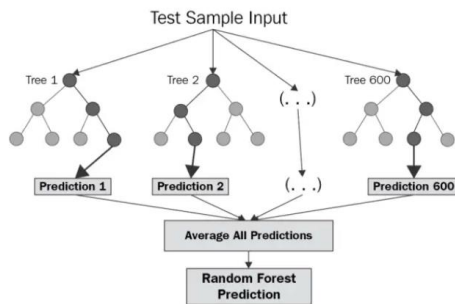 Test Sample Input
Tree 1
Tree 2
(. . .)
Tree 600
Prediction 1
Prediction 2
(. . .)
Prediction 600
Average All Predictions
Random Forest
Prediction